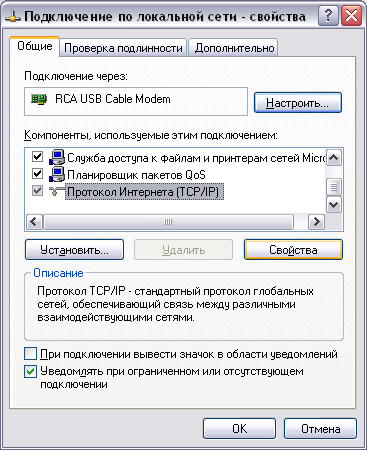 Подключение по локальной сети - свойства
Общие Проверка подлинности Дополнительно
Подключение через:
RCA USB Cable Modem Настроить...
Компоненты, используемые этим подключением:
Служба доступа к файлам и принтерам сетей Micro
Планировщик пакетов QoS
Протокол Интернета (TCP/IP)
Установить... Удалить Свойства
Описание
Протокол TCP/IP - стандартный протокол глобальных
сетей, обеспечивающий связь между различными
взаимодействующими сетями.
При подключении вывести значок в области уведомлений
Уведомлять при ограниченном или отсутствующем
подключении
OK Отмена